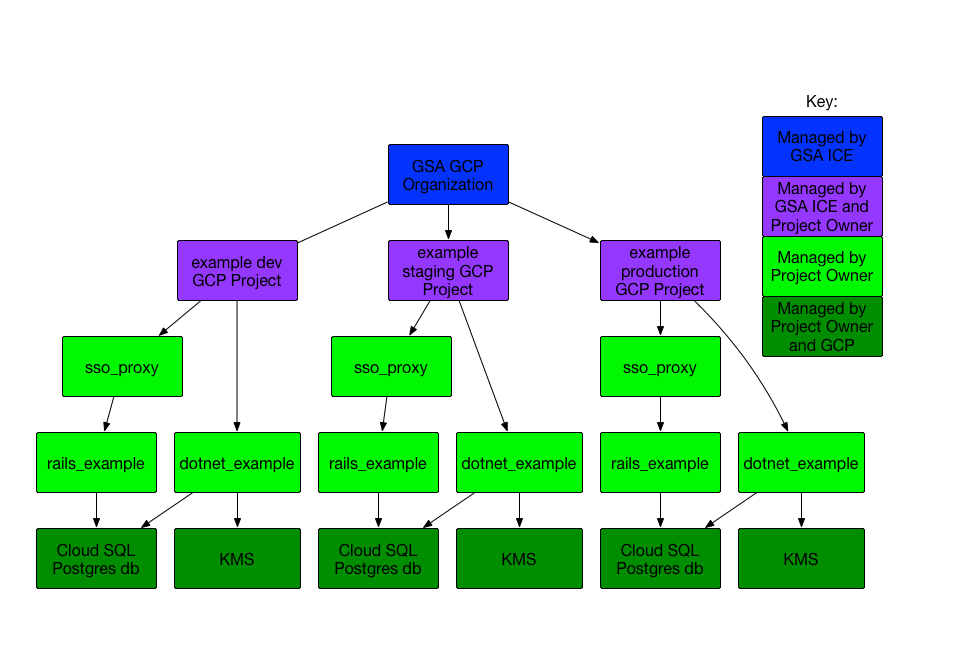 Key:
Managed by
GSA ICE
Managed by
GSA ICE and
Project Owner
Managed by
Project Owner
Managed by
Project Owner
and GCP
GSA GCP
Organization
example dev
GCP Project
example
staging GCP
Project
example
production
GCP Project
sso_proxy
sso_proxy
sso_proxy
rails_example
dotnet_example
rails_example
dotnet_example
rails_example
dotnet_example
Cloud SQL
Postgres db
KMS
Cloud SQL
Postgres db
KMS
Cloud SQL
Postgres db
KMS